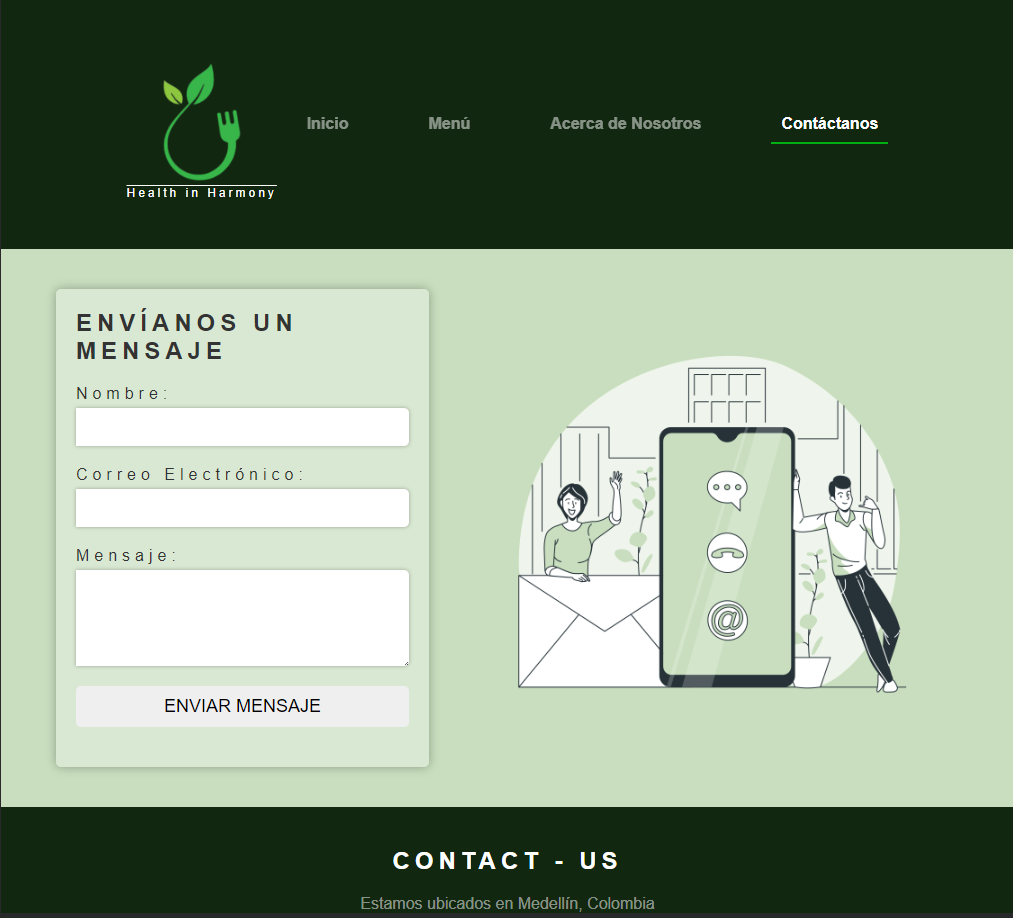 Inicio
Menú
Acerca de Nosotros
Contáctanos
Health in Harmony
ENVÍANOS UN
MENSAJE
Nombre:
Correo Electrónico:
Mensaje:
ENVIAR MENSAJE
@
CONTACT - US
Estamos ubicados en Medellín, Colombia